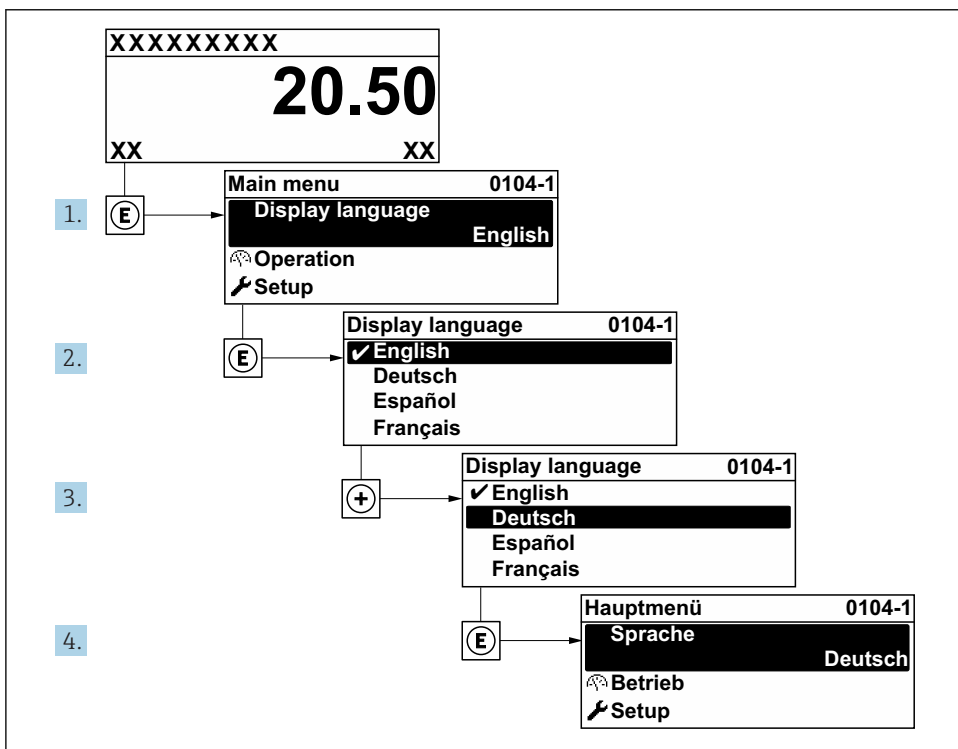 XXXXXXXXX
20.50
XX XX
1. E
Main menu 0104-1
Display language
English
Operation
Setup
2. E
Display language 0104-1
✔ English
Deutsch
Español
Français
3. +
Display language 0104-1
✔ English
Deutsch
Español
Français
4. E
Hauptmenü 0104-1
Sprache
Deutsch
Betrieb
Setup